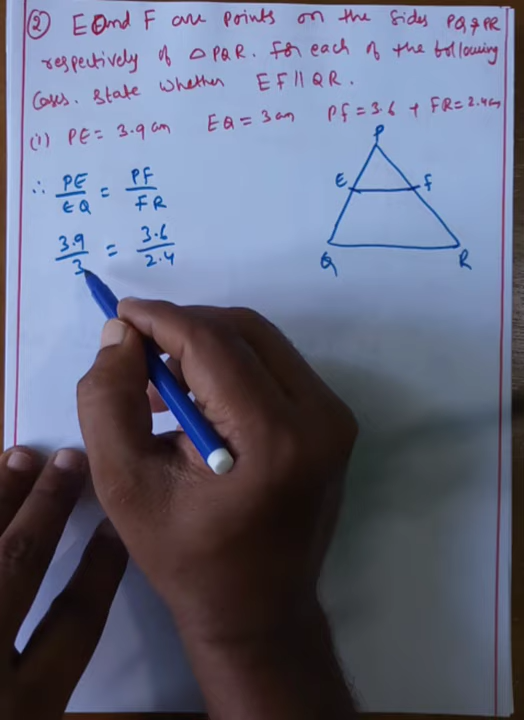 ② E and F are points on the sides PQ & PR
respectively of △ PQR. For each of the following
Cases. State whether EF || QR.
(i) PE = 3.9 cm EQ = 3 cm PF = 3.6 + FR = 2.4 cm
P
E F
Q R
∴ PE/EQ = PF/FR
3.9/3 = 3.6/2.4